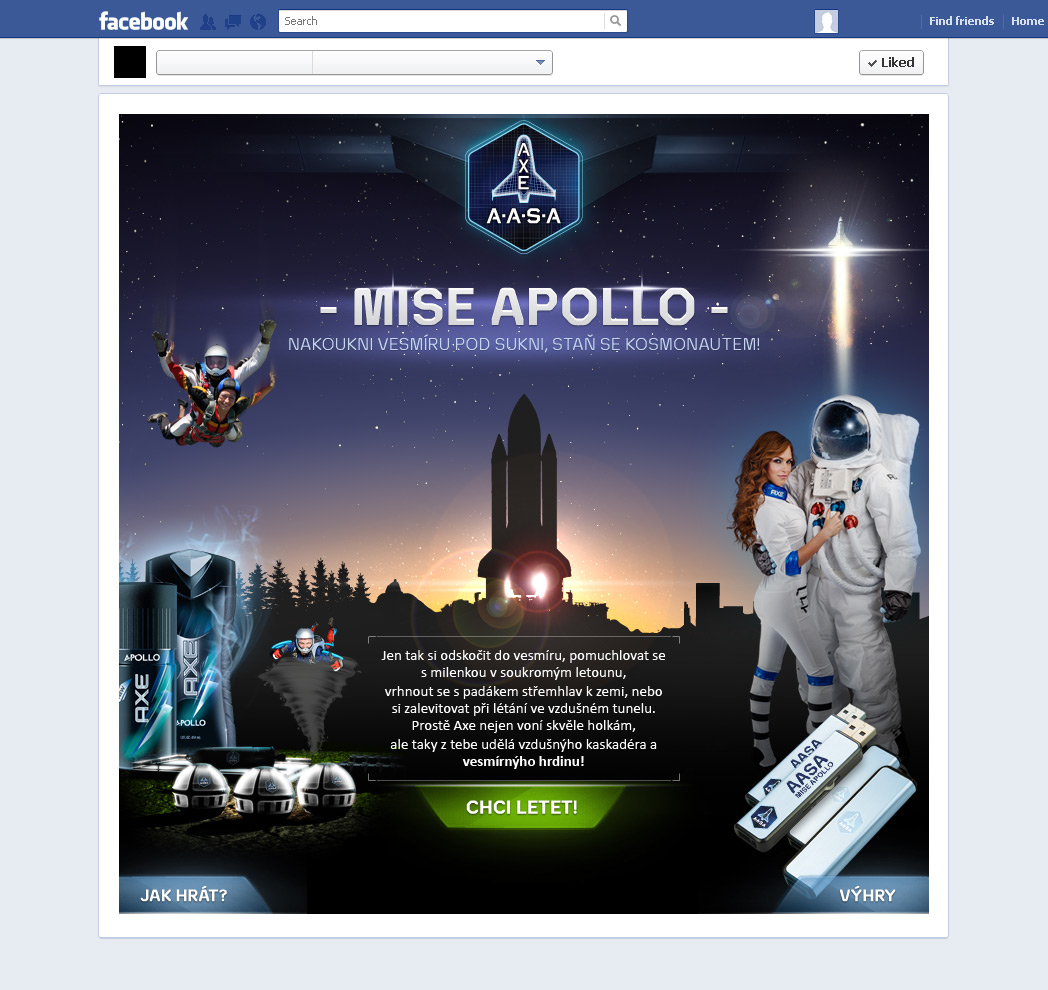 facebook
Search
Find friends
Home
Liked
AXE
A·A·S·A
- MISE APOLLO -
NAKOUKNI VESMÍRU POD SUKNI, STAŇ SE KOSMONAUTEM!
AXE
APOLLO
AXE
AXE
APOLLO
Jen tak si odskočit do vesmíru, pomuchlovat se
s milenkou v soukromým letounu,
vrhnout se s padákem střemhlav k zemi, nebo
si zalevitovat při létání ve vzdušném tunelu.
Prostě Axe nejen voní skvěle holkám,
ale taky z tebe udělá vzdušnýho kaskadéra a
vesmírnýho hrdinu!
AASA
AASA
MISE APOLLO
AASA
CHCI LETET!
JAK HRÁT?
VÝHRY